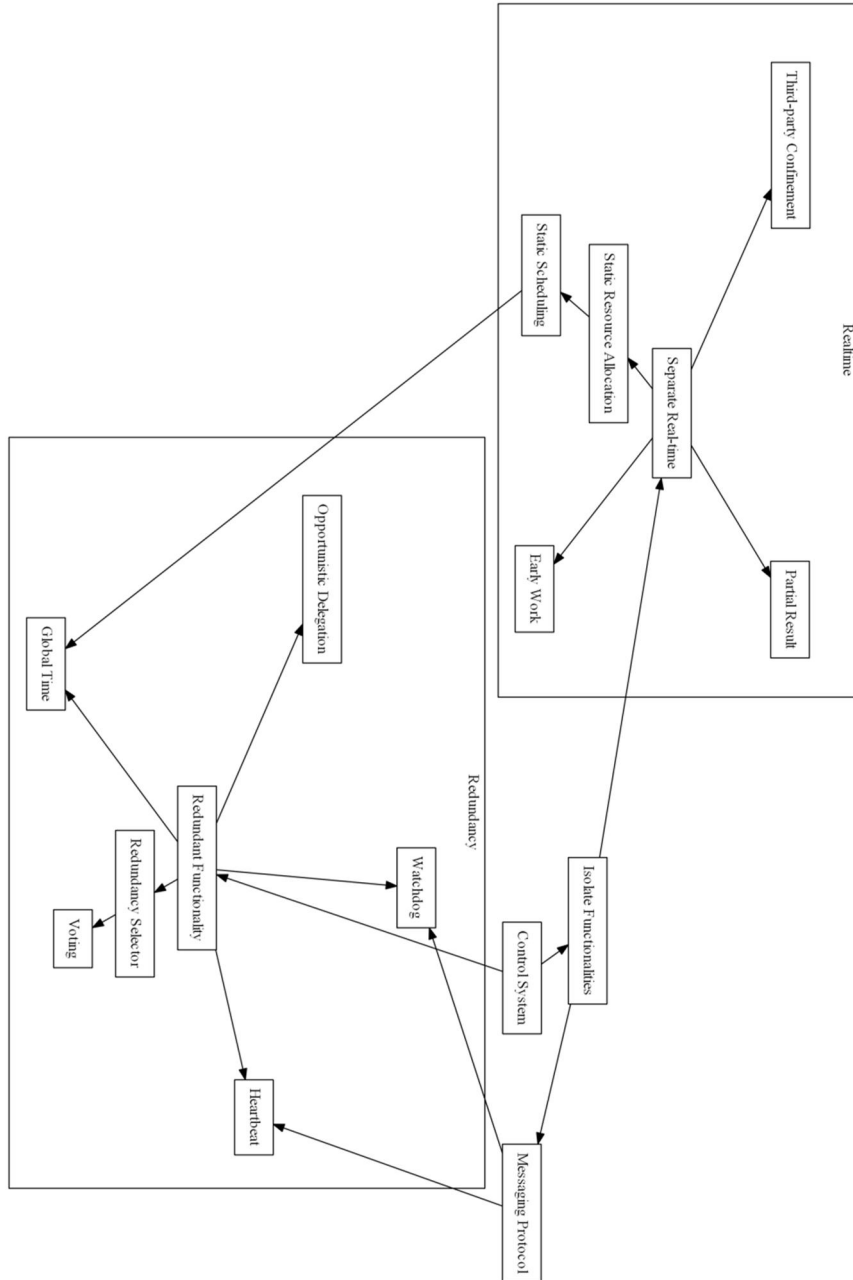 Realtime
Third-party Confinement
Partial Result
Separate Real-time
Static Resource Allocation
Static Scheduling
Early Work
Isolate Functionalities
Control System
Messaging Protocol
Redundancy
Watchdog
Opportunistic Delegation
Heartbeat
Redundant Functionality
Redundancy Selector
Voting
Global Time